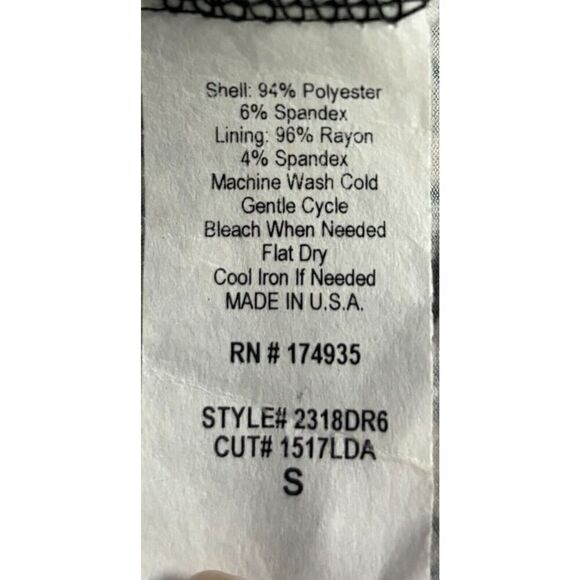 Shell: 94% Polyester
6% Spandex
Lining: 96% Rayon
4% Spandex
Machine Wash Cold
Gentle Cycle
Bleach When Needed
Flat Dry
Cool Iron If Needed
MADE IN U.S.A.
RN # 174935
STYLE# 2318DR6
CUT# 1517LDA
S